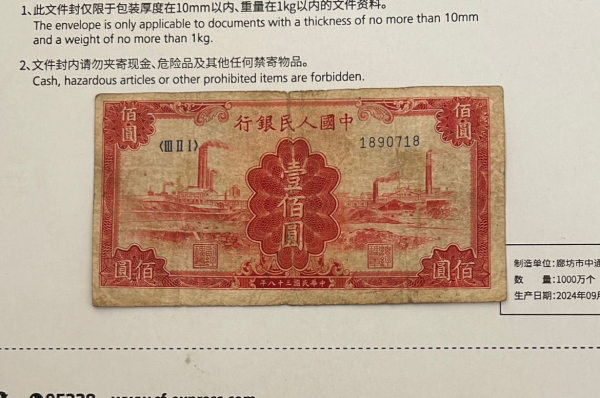 1、此文件封仅限于包装厚度在10mm以内、重量在1kg以内的文件资料。
The envelope is only applicable to documents with a thickness of no more than 10mm
and a weight of no more than 1kg.
2、文件封内请勿夹寄现金、危险品及其他任何禁寄物品。
Cash, hazardous articles or other prohibited items are forbidden.
佰圓
行銀民人國中
佰圓
〈III II I〉
1890718
壹佰圓
圓佰
年八十三國民華中
圓佰
制造单位：廊坊市中通
数 量：1000万个
生产日期：2024年09月
95338 www.sf-express.com